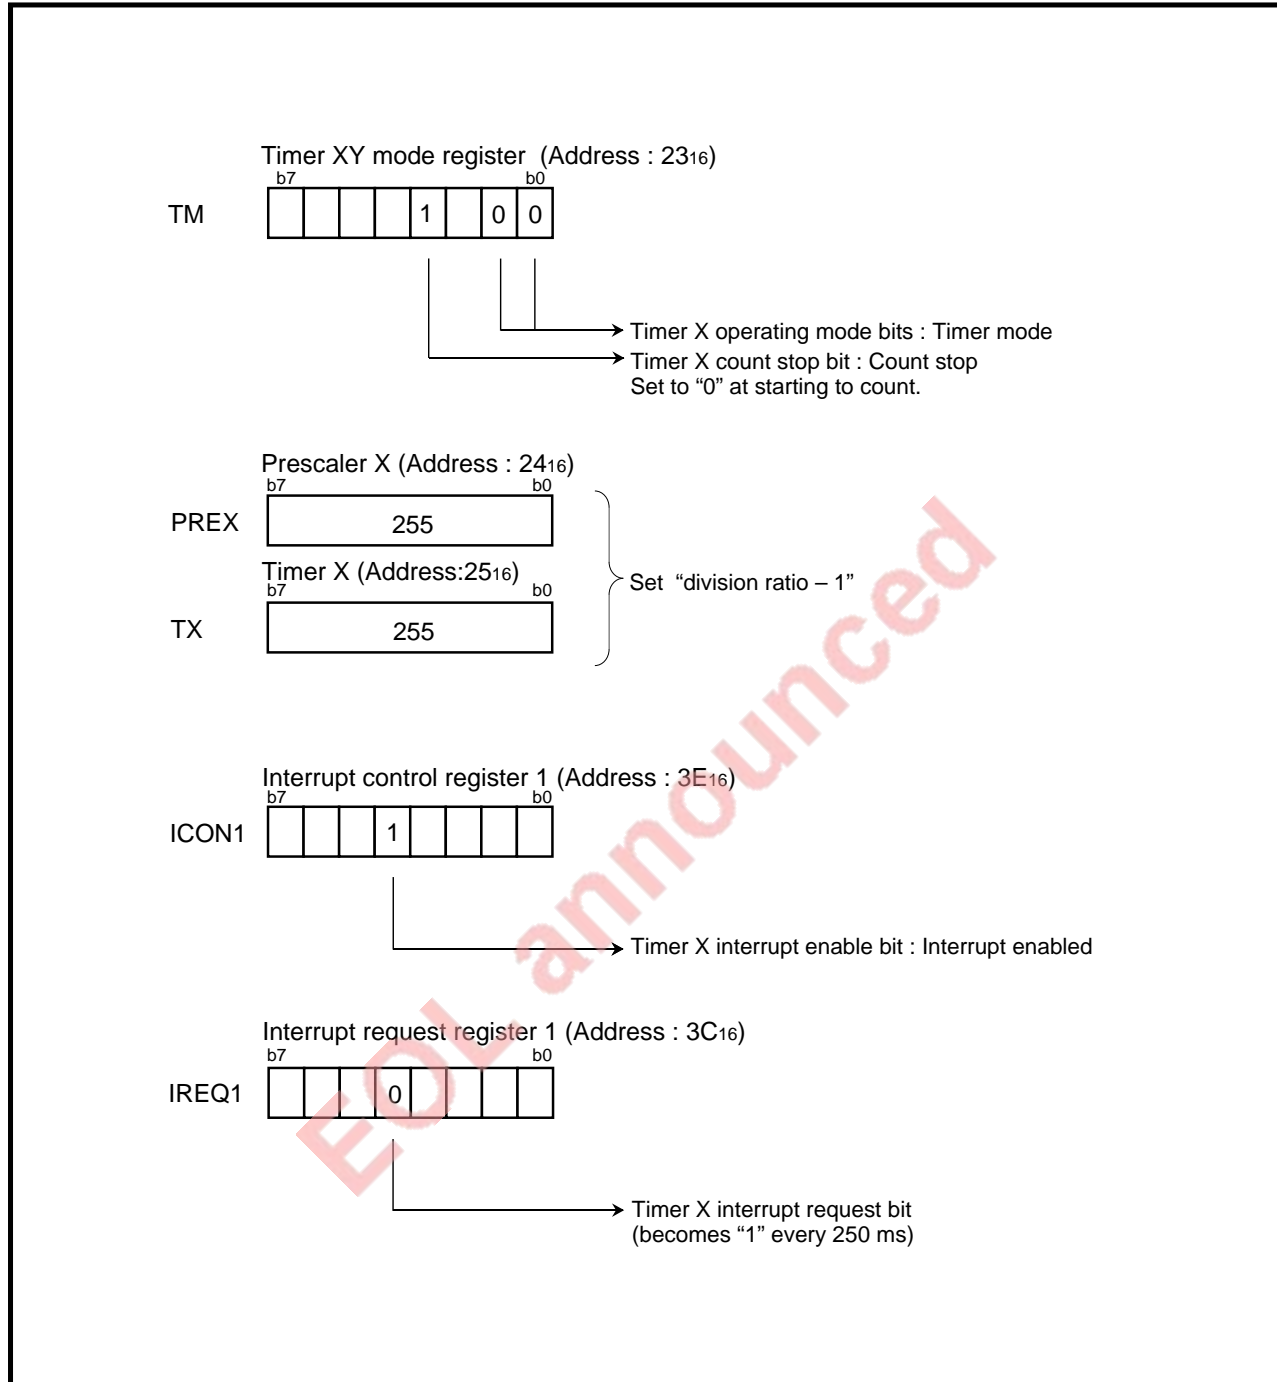 Timer XY mode register (Address : 2316)
b7 b0
TM 1 0 0
Timer X operating mode bits : Timer mode
Timer X count stop bit : Count stop
Set to “0” at starting to count.
Prescaler X (Address : 2416)
b7 b0
PREX 255
Timer X (Address:2516)
b7 b0
Set “division ratio – 1”
TX 255
Interrupt control register 1 (Address : 3E16)
b7 b0
ICON1 1
Timer X interrupt enable bit : Interrupt enabled
Interrupt request register 1 (Address : 3C16)
b7 b0
IREQ1 0
Timer X interrupt request bit
(becomes “1” every 250 ms)
EOL announced